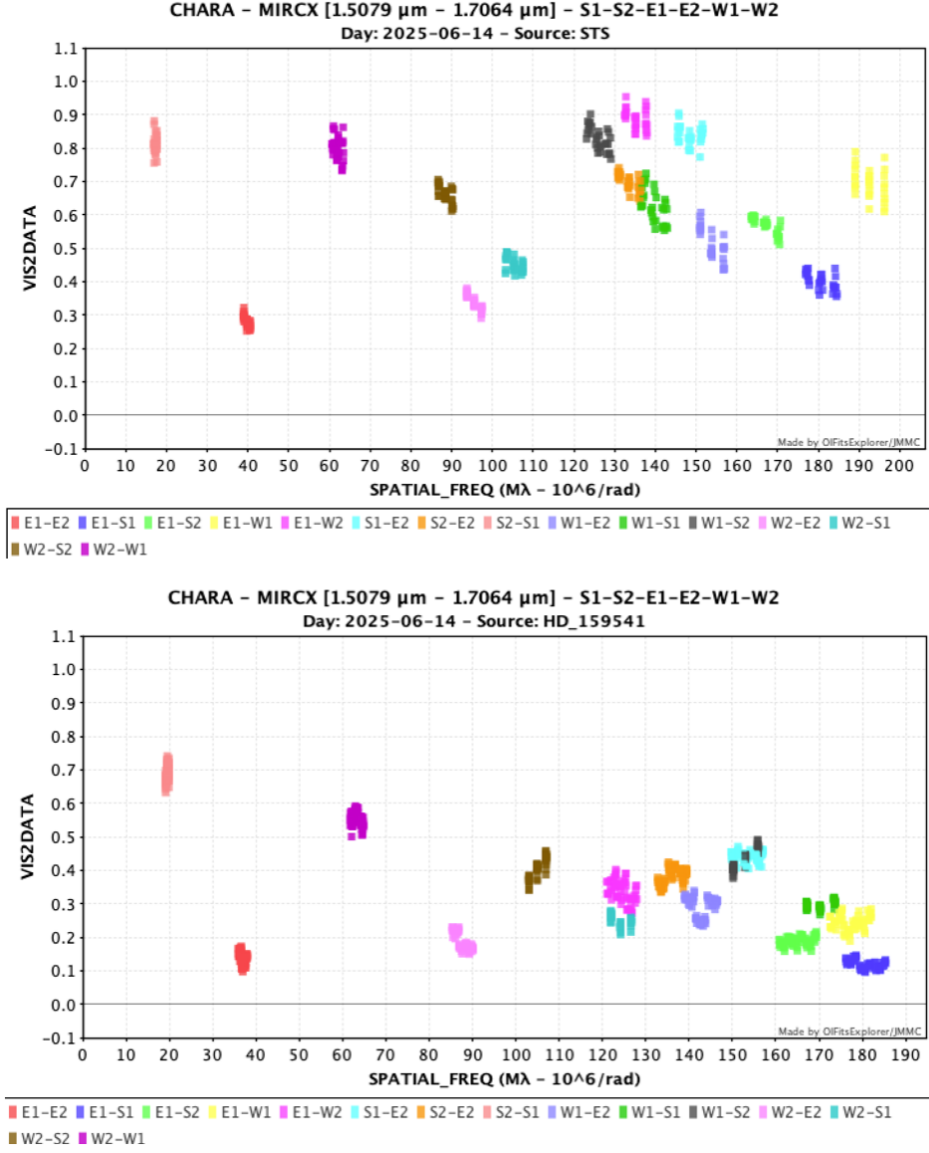 CHARA - MIRCX [1.5079 µm - 1.7064 µm] - S1-S2-E1-E2-W1-W2
Day: 2025-06-14 - Source: STS
1.1
1.0
0.9
0.8
0.7
0.6
0.5
0.4
0.3
0.2
0.1
0.0
-0.1
VIS2DATA
Made by OIFitsExplorer/JMMC
0 10 20 30 40 50 60 70 80 90 100 110 120 130 140 150 160 170 180 190 200
SPATIAL_FREQ (Mλ - 10^6/rad)
E1-E2 E1-S1 E1-S2 E1-W1 E1-W2 S1-E2 S2-E2 S2-S1 W1-E2 W1-S1 W1-S2 W2-E2 W2-S1
W2-S2 W2-W1
CHARA - MIRCX [1.5079 µm - 1.7064 µm] - S1-S2-E1-E2-W1-W2
Day: 2025-06-14 - Source: HD_159541
1.1
1.0
0.9
0.8
0.7
0.6
0.5
0.4
0.3
0.2
0.1
0.0
-0.1
VIS2DATA
Made by OIFitsExplorer/JMMC
0 10 20 30 40 50 60 70 80 90 100 110 120 130 140 150 160 170 180 190
SPATIAL_FREQ (Mλ - 10^6/rad)
E1-E2 E1-S1 E1-S2 E1-W1 E1-W2 S1-E2 S2-E2 S2-S1 W1-E2 W1-S1 W1-S2 W2-E2 W2-S1
W2-S2 W2-W1